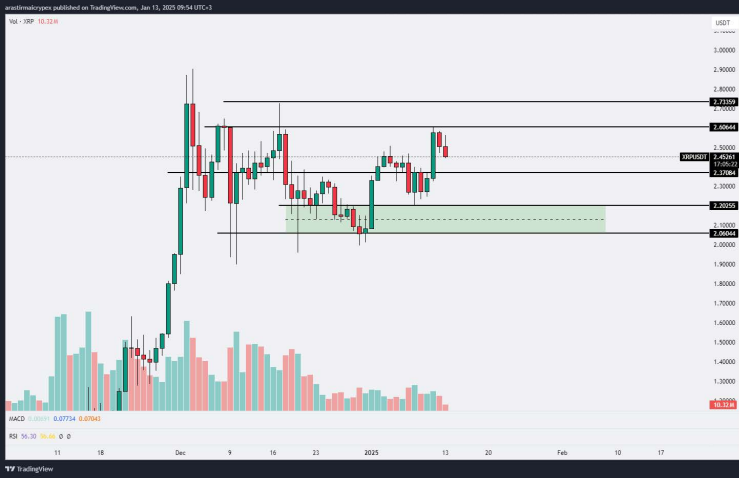 arastirmaicrypex published on TradingView.com, Jan 13, 2025 09:54 UTC+3
Vol · XRP 10.32M
USDT
3.00000
2.90000
2.80000
2.73359
2.70000
2.60644
2.50000
XRPUSDT 2.45261
17:05:22
2.37084
2.30000
2.20255
2.10000
2.06044
2.00000
1.90000
1.80000
1.70000
1.60000
1.50000
1.40000
1.30000
10.32M
MACD 0.07734 0.07043
RSI 56.30 Ø Ø
11 18 Dec 9 16 23 2025 13 20 Feb 10 17
TradingView